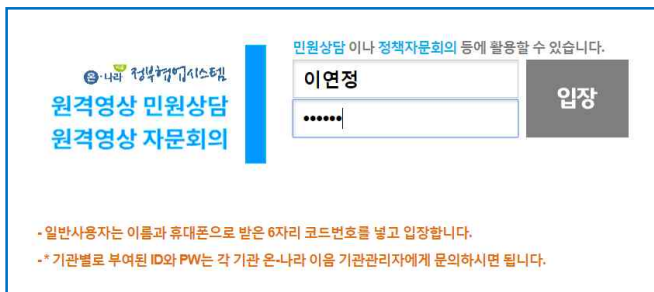 민원상담 이나 정책자문회의 등에 활용할 수 있습니다.
온·나라 정부협업시스템
원격영상 민원상담
원격영상 자문회의
이연정
••••••
입장
- 일반사용자는 이름과 휴대폰으로 받은 6자리 코드번호를 넣고 입장합니다.
-* 기관별로 부여된 ID와 PW는 각 기관 온-나라 이음 기관관리자에게 문의하시면 됩니다.